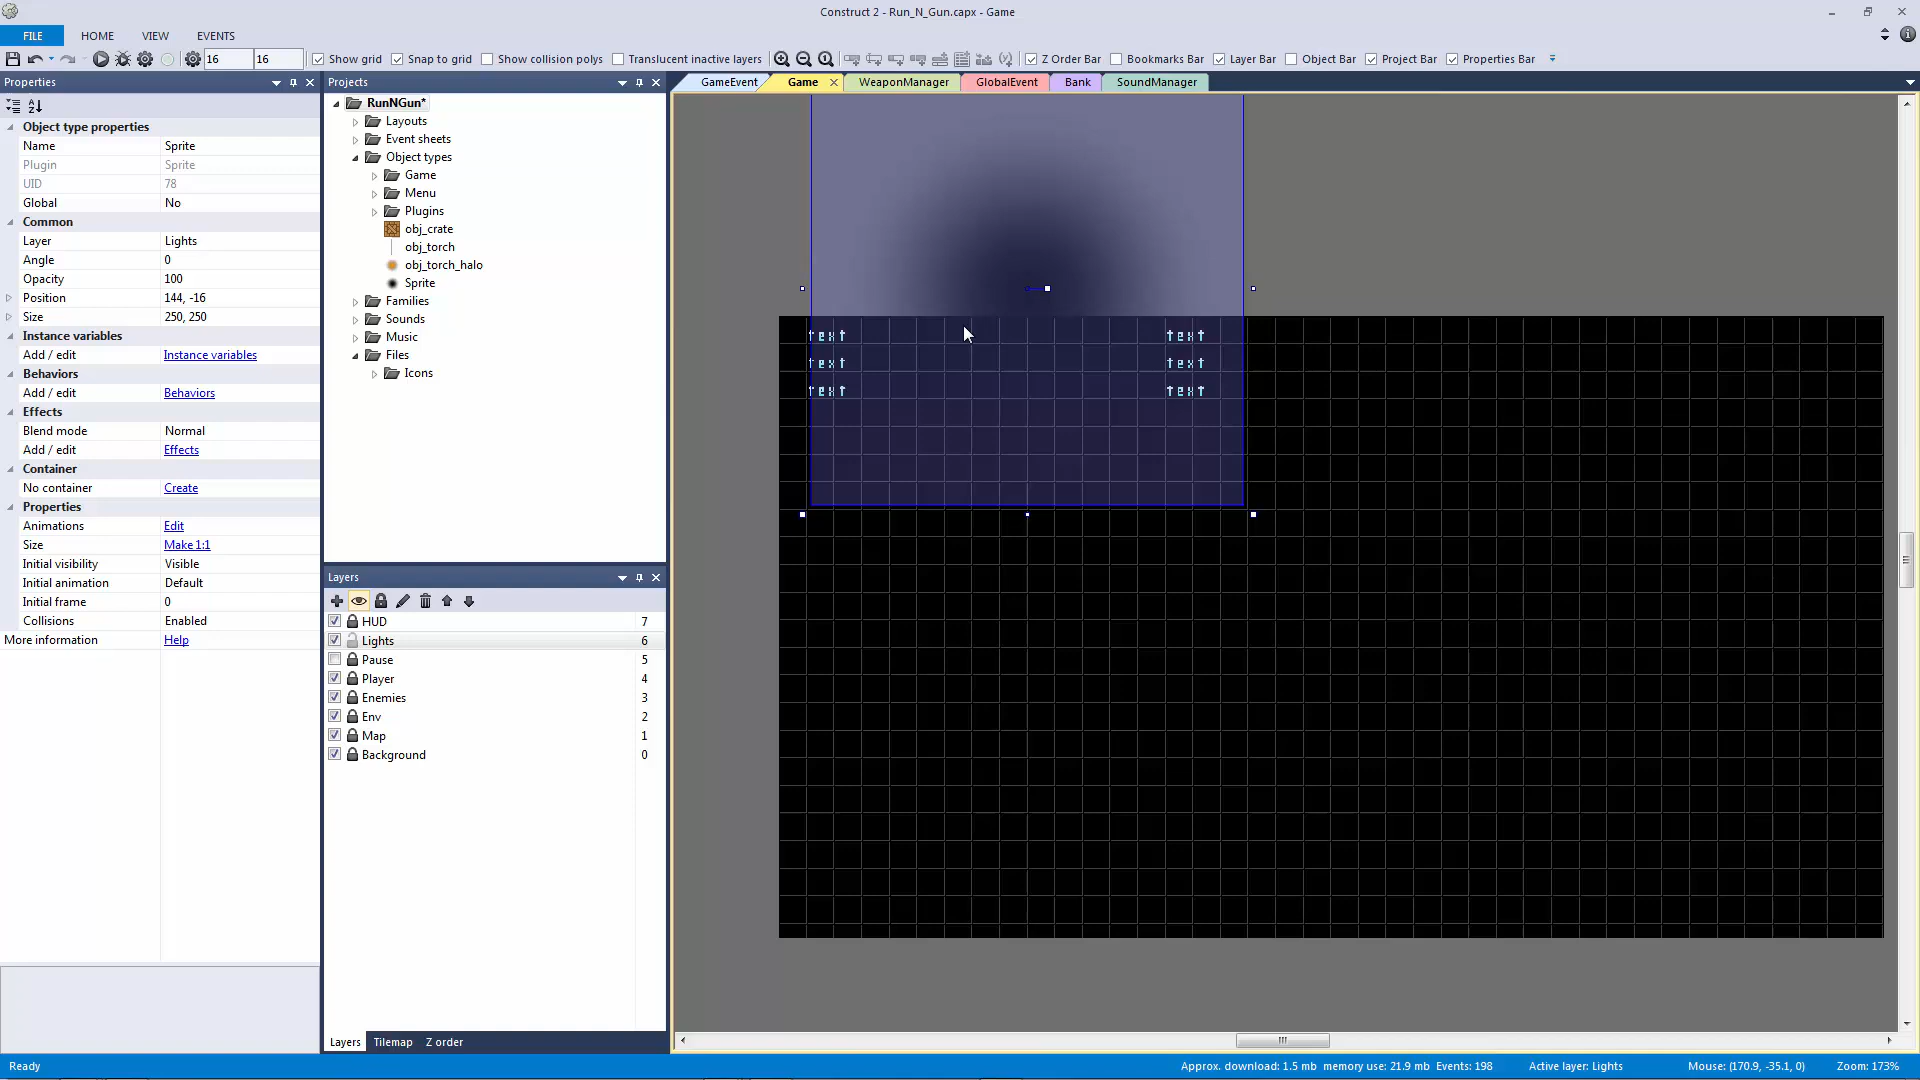 Construct 2 - Run_N_Gun.capx - Game
FILE HOME VIEW EVENTS
16 16 Show grid Snap to grid Show collision polys Translucent inactive layers Z Order Bar Bookmarks Bar Layer Bar Object Bar Project Bar Properties Bar
Properties
Object type properties
Name Sprite
Plugin Sprite
UID 78
Global No
Common
Layer Lights
Angle 0
Opacity 100
Position 144, -16
Size 250, 250
Instance variables
Add / edit Instance variables
Behaviors
Add / edit Behaviors
Effects
Blend mode Normal
Add / edit Effects
Container
No container Create
Properties
Animations Edit
Size Make 1:1
Initial visibility Visible
Initial animation Default
Initial frame 0
Collisions Enabled
More information Help
Projects
RunNGun*
Layouts
Event sheets
Object types
Game
Menu
Plugins
obj_crate
obj_torch
obj_torch_halo
Sprite
Families
Sounds
Music
Files
Icons
Layers
HUD 7
Lights 6
Pause 5
Player 4
Enemies 3
Env 2
Map 1
Background 0
Layers Tilemap Z order
GameEvent Game WeaponManager GlobalEvent Bank SoundManager
text text
text text
text text
Ready Approx. download: 1.5 mb memory use: 21.9 mb Events: 198 Active layer: Lights Mouse: (170.9, -35.1, 0) Zoom: 173%